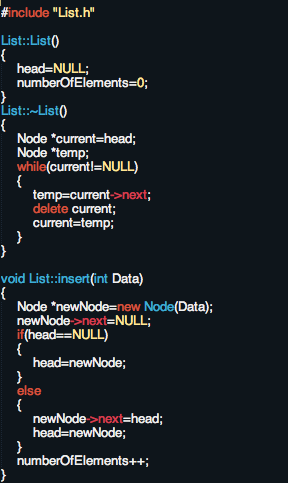 #include "List.h"
List::List()
{
head=NULL;
numberOfElements=0;
}
List::~List()
{
Node *current=head;
Node *temp;
while(current!=NULL)
{
temp=current->next;
delete current;
current=temp;
}
}
void List::insert(int Data)
{
Node *newNode=new Node(Data);
newNode->next=NULL;
if(head==NULL)
{
head=newNode;
}
else
{
newNode->next=head;
head=newNode;
}
numberOfElements++;
}